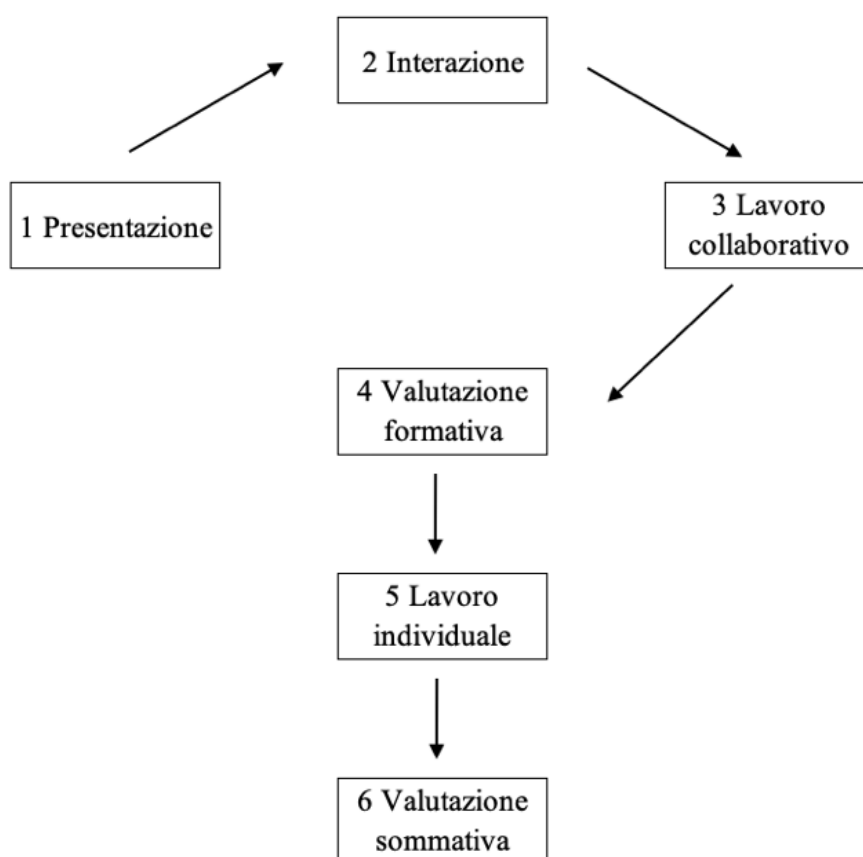 2 Interazione
1 Presentazione
3 Lavoro
collaborativo
4 Valutazione
formativa
5 Lavoro
individuale
6 Valutazione
sommativa